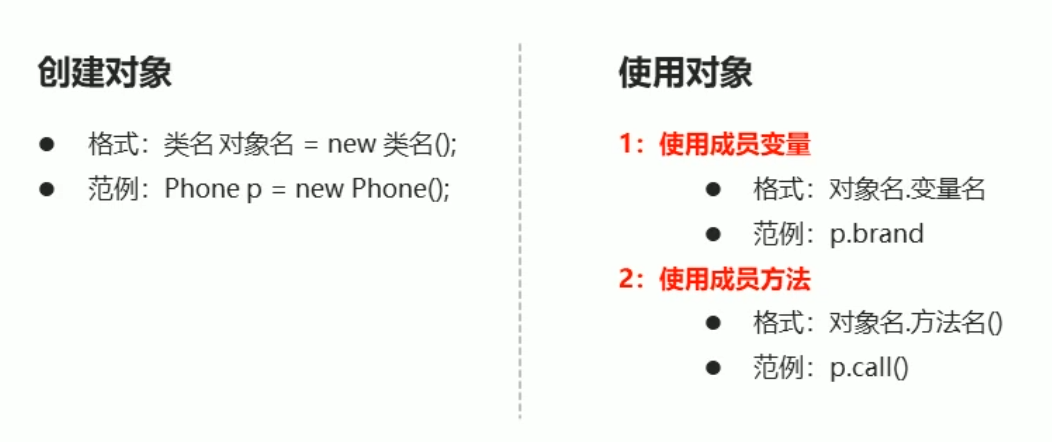 创建对象
● 格式：类名 对象名 = new 类名();
● 范例：Phone p = new Phone();
使用对象
1：使用成员变量
● 格式：对象名.变量名
● 范例：p.brand
2：使用成员方法
● 格式：对象名.方法名()
● 范例：p.call()